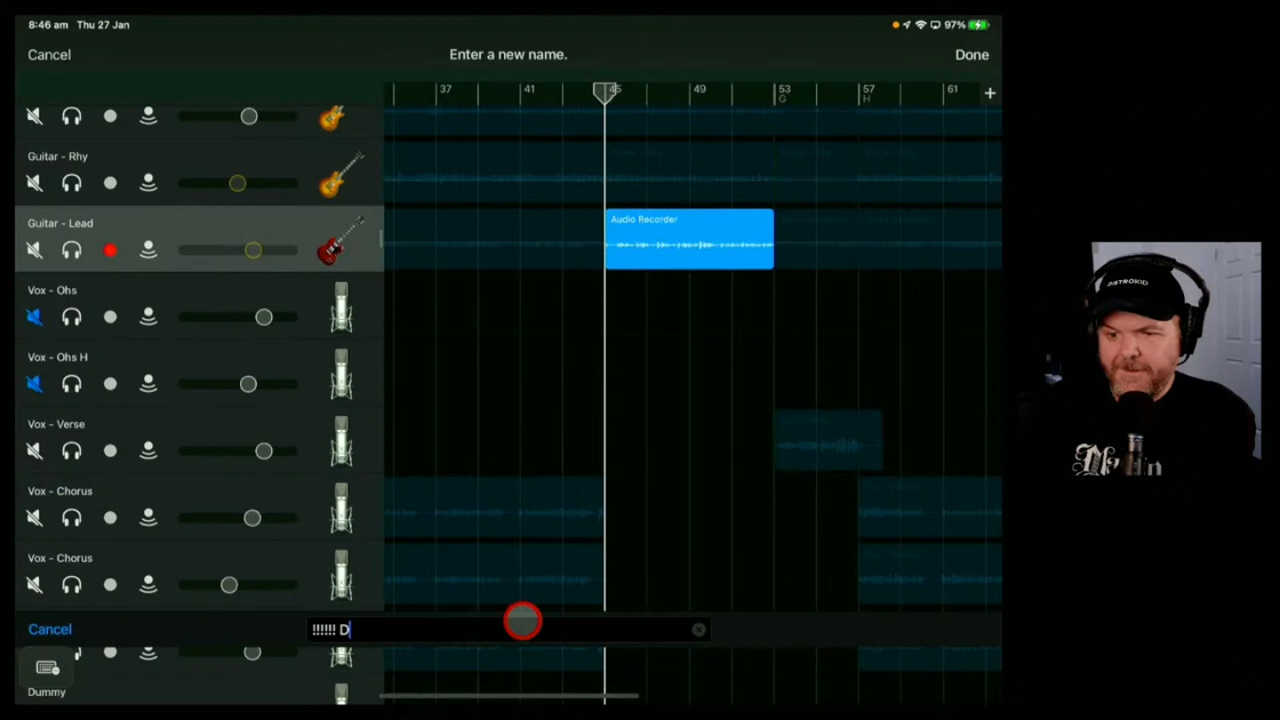 8:46 am Thu 27 Jan
97%
Cancel
Enter a new name.
Done
37
41
45
49
53
G
57
H
61
+
Guitar - Rhy
Guitar - Lead
Audio Recorder
Vox - Ohs
Vox - Ohs H
Vox - Verse
Vox - Chorus
Vox - Chorus
Cancel
!!!!!! D
Dummy
DSTROKID